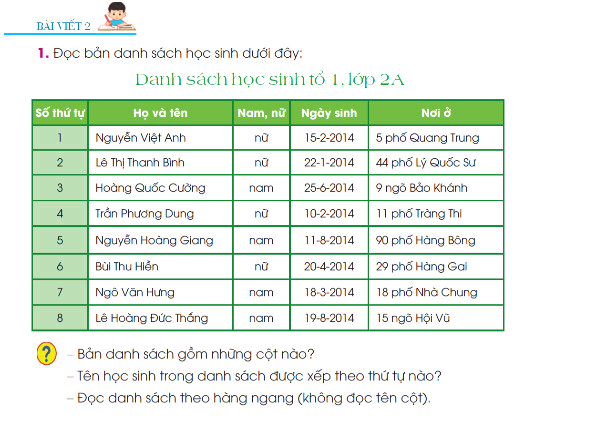 BÀI VIẾT 2
1. Đọc bản danh sách học sinh dưới đây:
Danh sách học sinh tổ 1, lớp 2A
Số thứ tự Họ và tên Nam, nữ Ngày sinh Nơi ở
1 Nguyễn Việt Anh nữ 15-2-2014 5 phố Quang Trung
2 Lê Thị Thanh Bình nữ 22-1-2014 44 phố Lý Quốc Sư
3 Hoàng Quốc Cường nam 25-6-2014 9 ngõ Bảo Khánh
4 Trần Phương Dung nữ 10-2-2014 11 phố Tràng Thi
5 Nguyễn Hoàng Giang nam 11-8-2014 90 phố Hàng Bông
6 Bùi Thu Hiền nữ 20-4-2014 29 phố Hàng Gai
7 Ngô Văn Hưng nam 18-3-2014 18 phố Nhà Chung
8 Lê Hoàng Đức Thắng nam 19-8-2014 15 ngõ Hội Vũ
?
– Bản danh sách gồm những cột nào?
– Tên học sinh trong danh sách được xếp theo thứ tự nào?
– Đọc danh sách theo hàng ngang (không đọc tên cột).